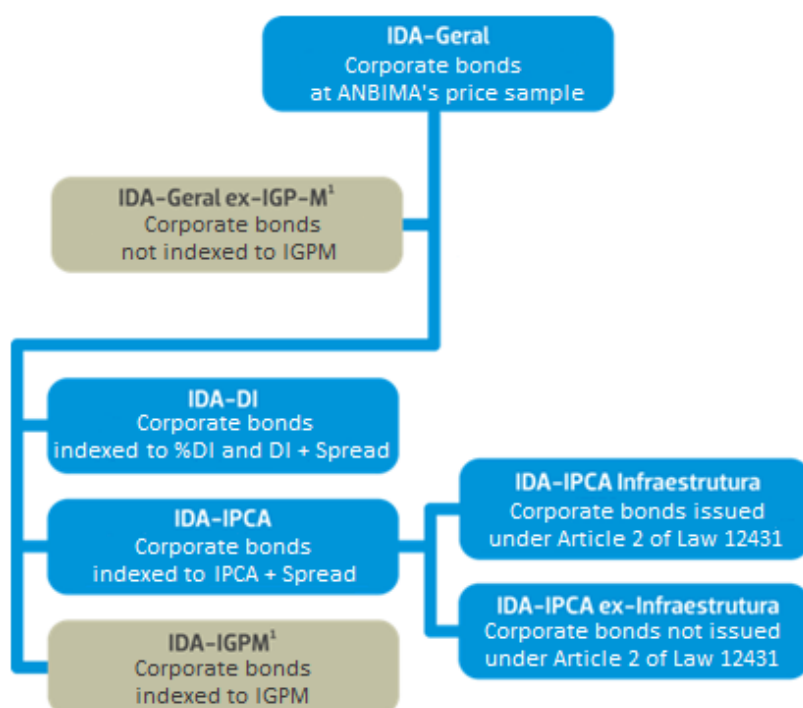 IDA-Geral
Corporate bonds
at ANBIMA's price sample
IDA-Geral ex-IGP-M¹
Corporate bonds
not indexed to IGPM
IDA-DI
Corporate bonds
indexed to %DI and DI + Spread
IDA-IPCA
Corporate bonds
indexed to IPCA + Spread
IDA-IPCA Infraestrutura
Corporate bonds issued
under Article 2 of Law 12431
IDA-IPCA ex-Infraestrutura
Corporate bonds not issued
under Article 2 of Law 12431
IDA-IGPM¹
Corporate bonds
indexed to IGPM